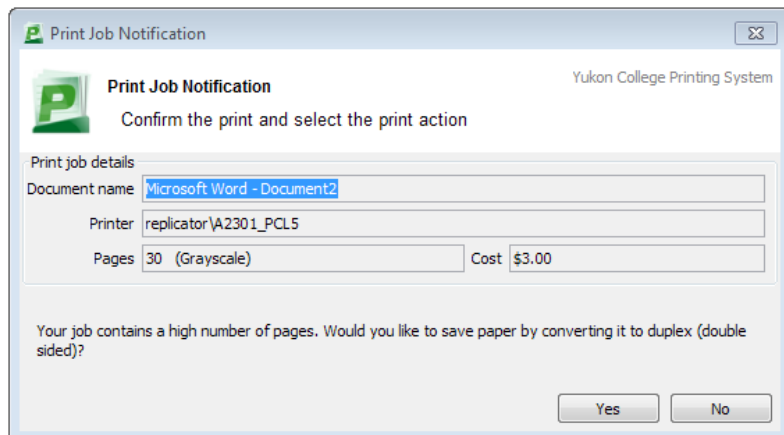 Print Job Notification
Yukon College Printing System
Print Job Notification
Confirm the print and select the print action
Print job details
Document name Microsoft Word - Document2
Printer replicator\A2301_PCL5
Pages 30 (Grayscale) Cost $3.00
Your job contains a high number of pages. Would you like to save paper by converting it to duplex (double
sided)?
Yes No